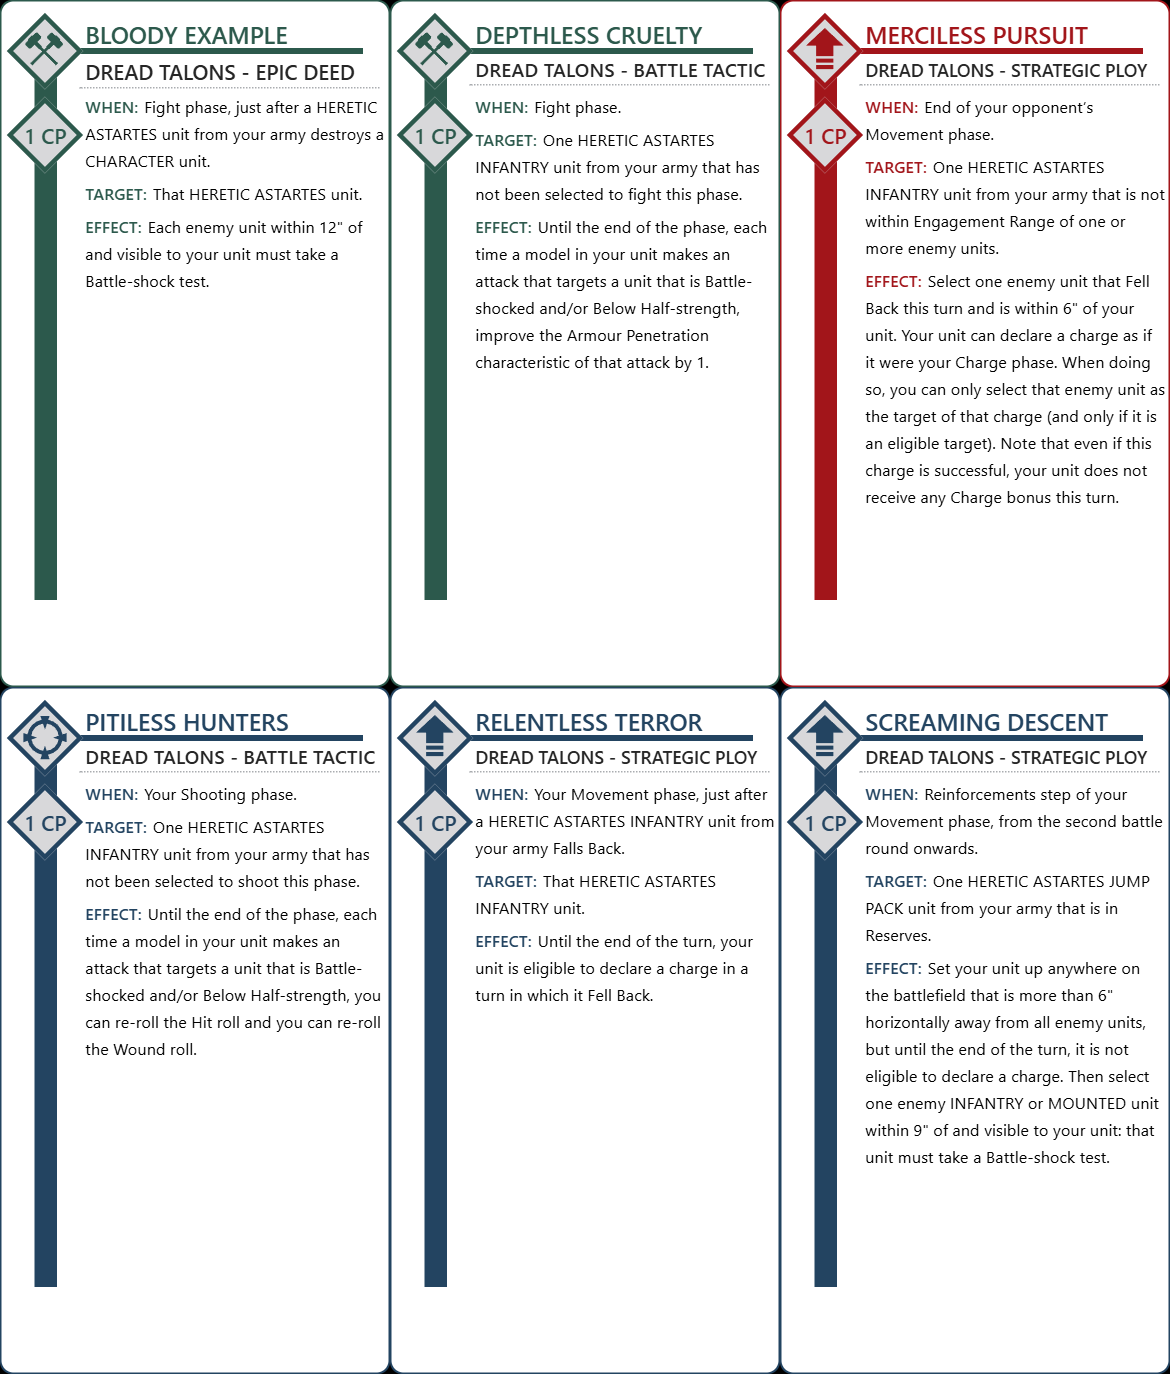 BLOODY EXAMPLE
DREAD TALONS - EPIC DEED
1 CP
WHEN: Fight phase, just after a HERETIC
ASTARTES unit from your army destroys a
CHARACTER unit.
TARGET: That HERETIC ASTARTES unit.
EFFECT: Each enemy unit within 12" of
and visible to your unit must take a
Battle-shock test.
DEPTHLESS CRUELTY
DREAD TALONS - BATTLE TACTIC
1 CP
WHEN: Fight phase.
TARGET: One HERETIC ASTARTES
INFANTRY unit from your army that has
not been selected to fight this phase.
EFFECT: Until the end of the phase, each
time a model in your unit makes an
attack that targets a unit that is Battle-
shocked and/or Below Half-strength,
improve the Armour Penetration
characteristic of that attack by 1.
MERCILESS PURSUIT
DREAD TALONS - STRATEGIC PLOY
1 CP
WHEN: End of your opponent's
Movement phase.
TARGET: One HERETIC ASTARTES
INFANTRY unit from your army that is not
within Engagement Range of one or
more enemy units.
EFFECT: Select one enemy unit that Fell
Back this turn and is within 6" of your
unit. Your unit can declare a charge as if
it were your Charge phase. When doing
so, you can only select that enemy unit as
the target of that charge (and only if it is
an eligible target). Note that even if this
charge is successful, your unit does not
receive any Charge bonus this turn.
PITILESS HUNTERS
DREAD TALONS - BATTLE TACTIC
1 CP
WHEN: Your Shooting phase.
TARGET: One HERETIC ASTARTES
INFANTRY unit from your army that has
not been selected to shoot this phase.
EFFECT: Until the end of the phase, each
time a model in your unit makes an
attack that targets a unit that is Battle-
shocked and/or Below Half-strength, you
can re-roll the Hit roll and you can re-roll
the Wound roll.
RELENTLESS TERROR
DREAD TALONS - STRATEGIC PLOY
1 CP
WHEN: Your Movement phase, just after
a HERETIC ASTARTES INFANTRY unit from
your army Falls Back.
TARGET: That HERETIC ASTARTES
INFANTRY unit.
EFFECT: Until the end of the turn, your
unit is eligible to declare a charge in a
turn in which it Fell Back.
SCREAMING DESCENT
DREAD TALONS - STRATEGIC PLOY
1 CP
WHEN: Reinforcements step of your
Movement phase, from the second battle
round onwards.
TARGET: One HERETIC ASTARTES JUMP
PACK unit from your army that is in
Reserves.
EFFECT: Set your unit up anywhere on
the battlefield that is more than 6"
horizontally away from all enemy units,
but until the end of the turn, it is not
eligible to declare a charge. Then select
one enemy INFANTRY or MOUNTED unit
within 9" of and visible to your unit: that
unit must take a Battle-shock test.